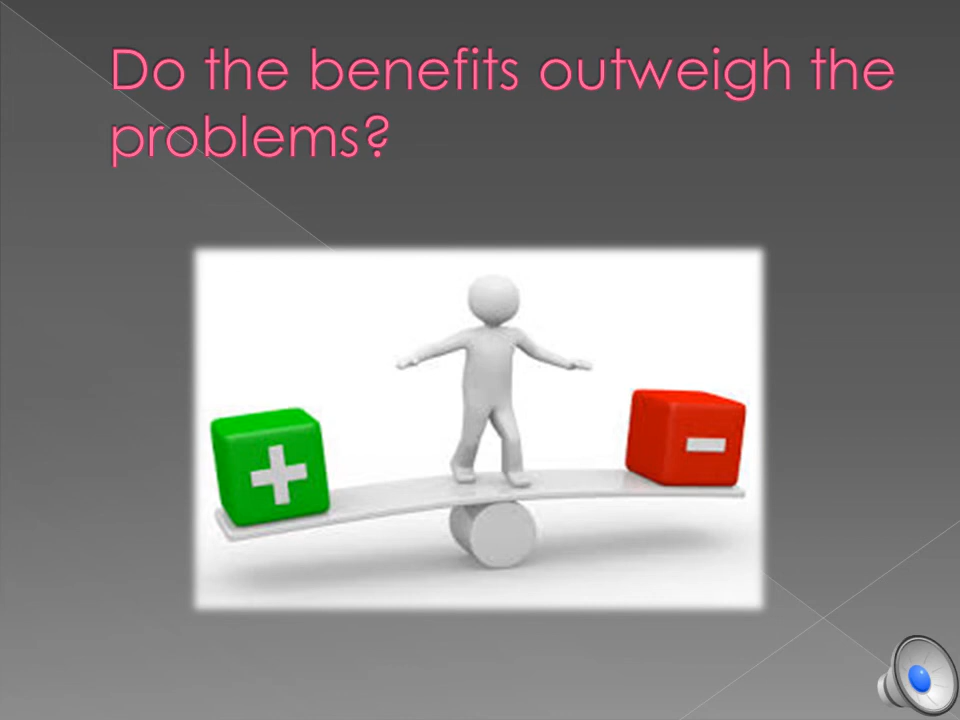 Do the benefits outweigh the
problems?
+
-